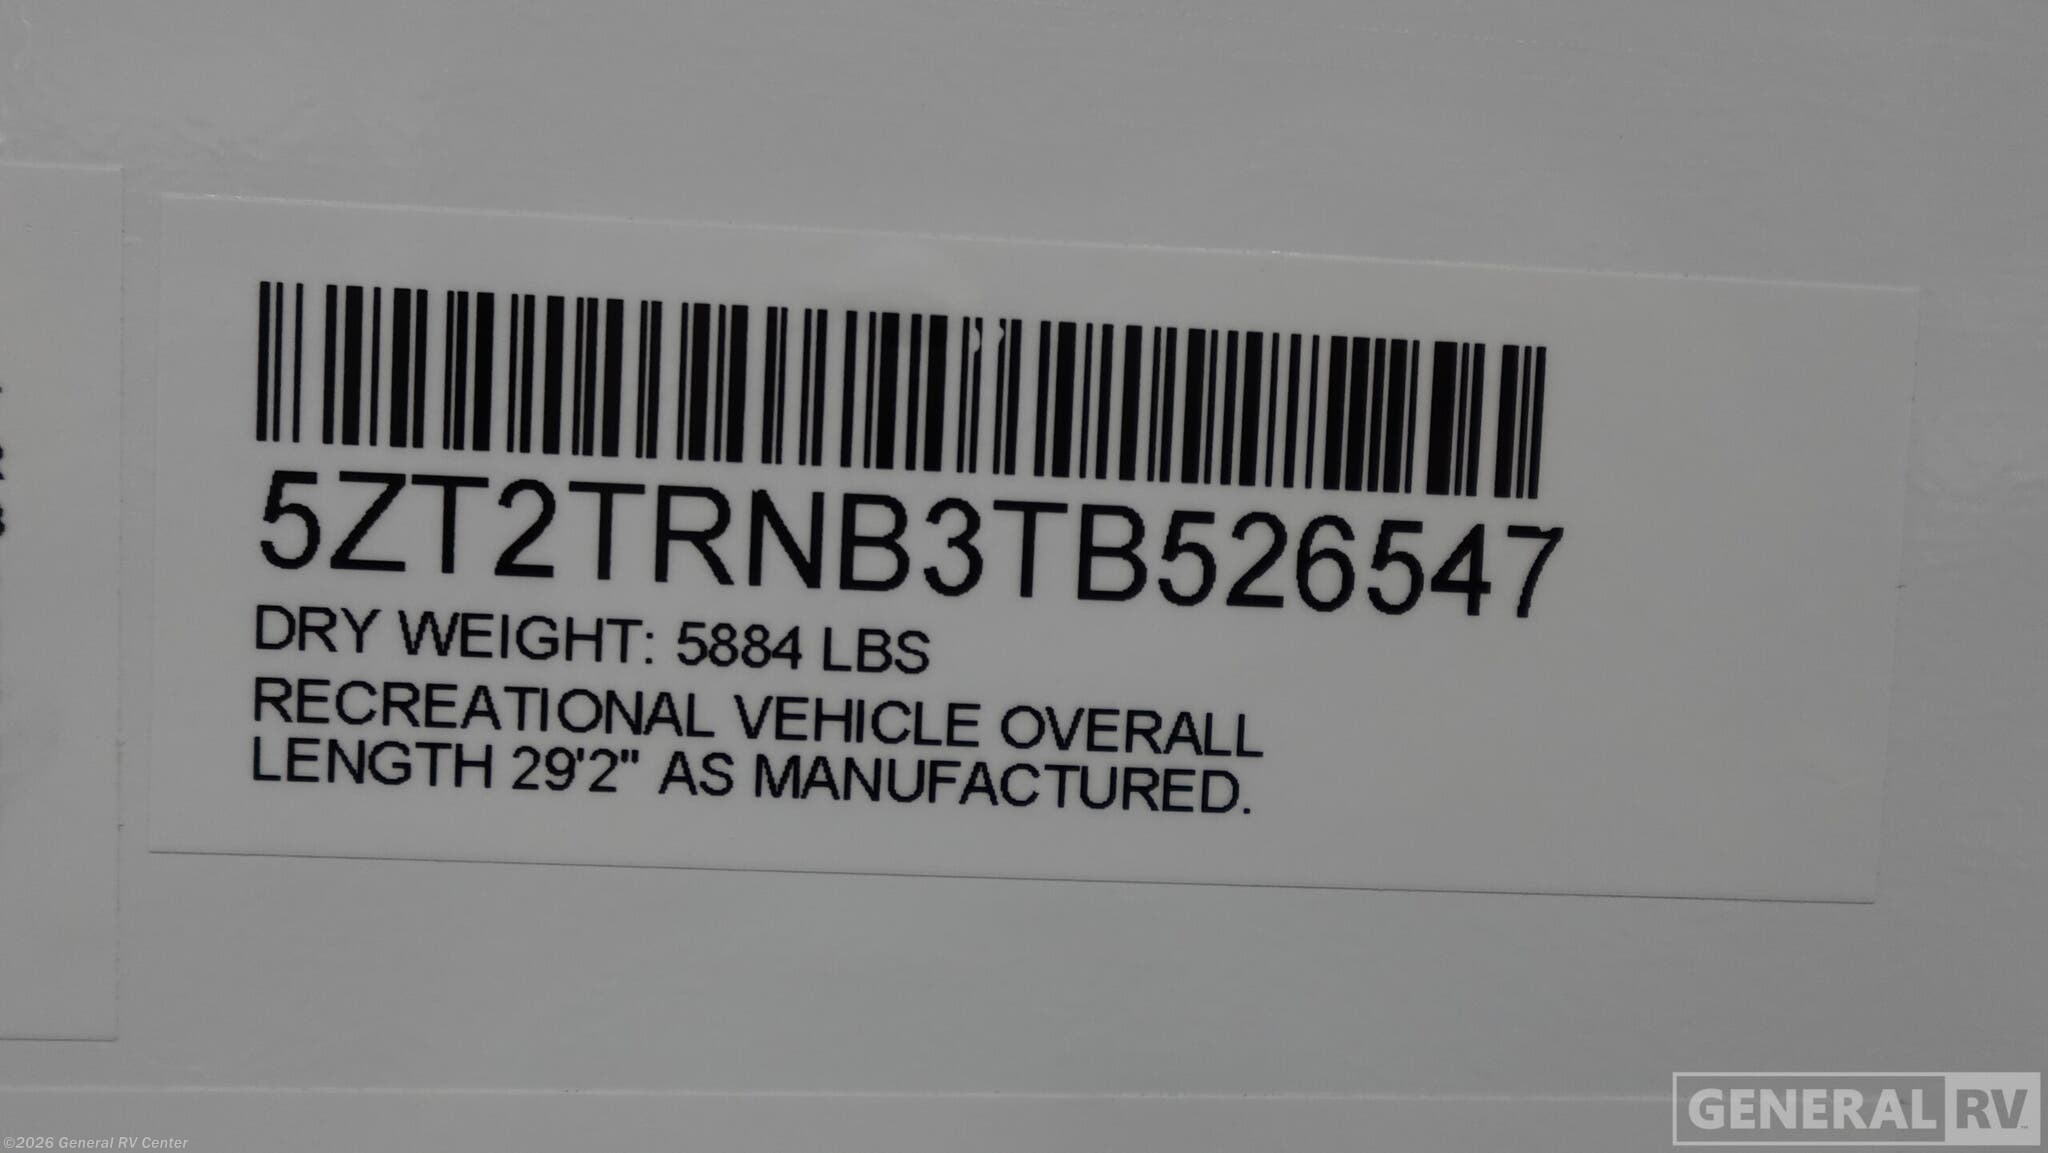 5ZT2TRNB3TB526547
DRY WEIGHT: 5884 LBS
RECREATIONAL VEHICLE OVERALL
LENGTH 29'2" AS MANUFACTURED.
GENERAL RV
©2026 General RV Center